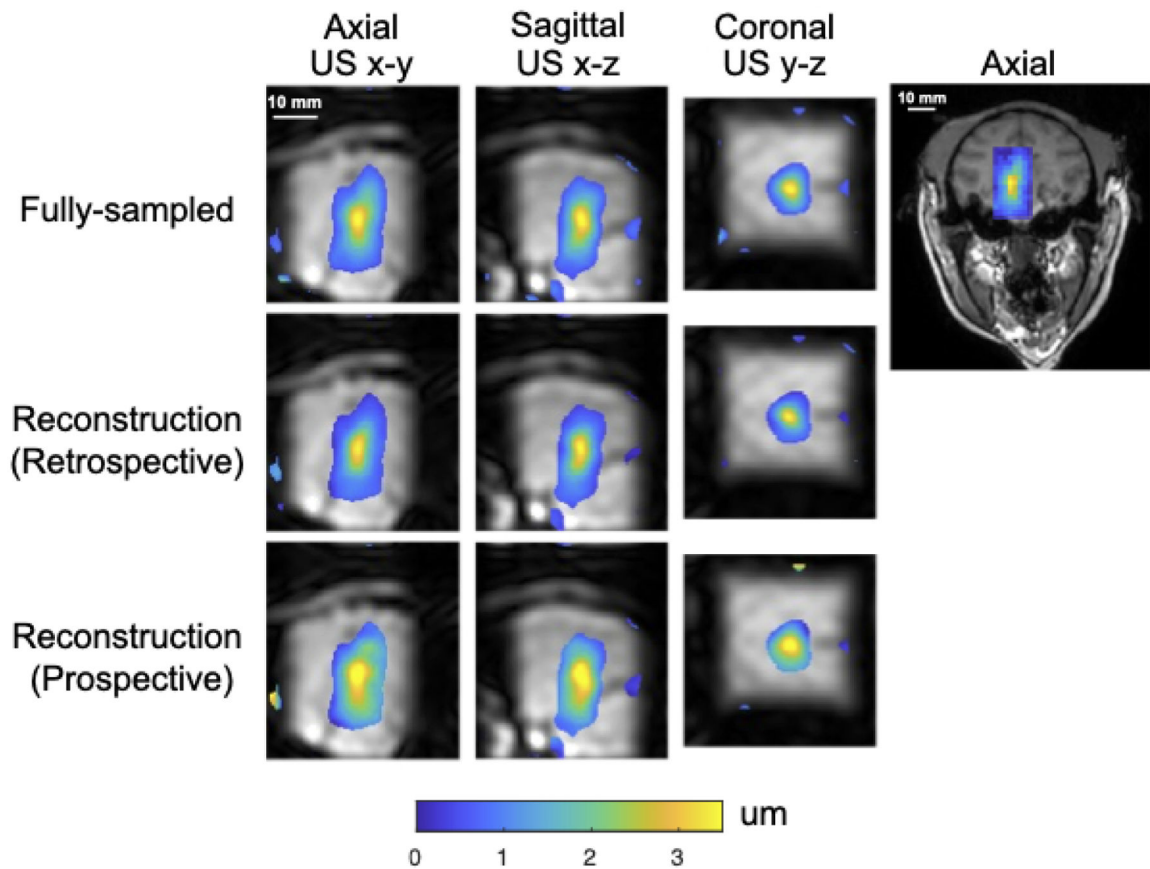 Axial
US x-y
Sagittal
US x-z
Coronal
US y-z
Axial
10 mm
10 mm
Fully-sampled
Reconstruction
(Retrospective)
Reconstruction
(Prospective)
um
0 1 2 3